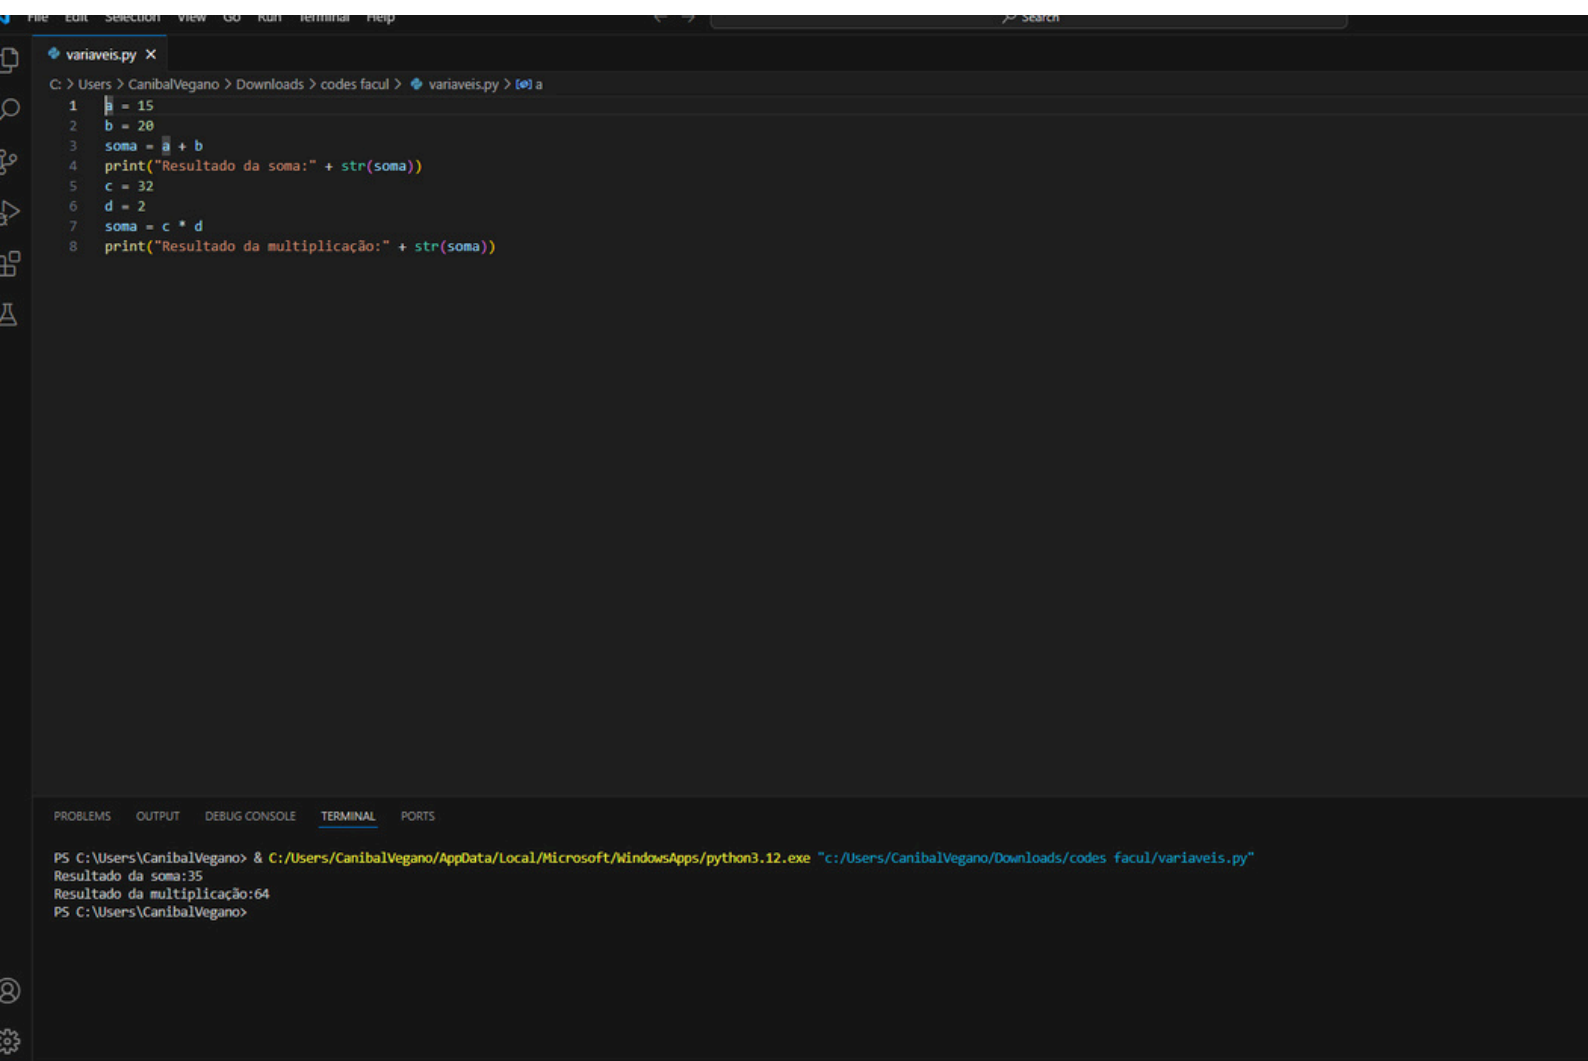 File Edit Selection View Go Run Terminal Help
Search
variaveis.py
C: > Users > CanibalVegano > Downloads > codes facul > variaveis.py > a
1 a = 15
2 b = 20
3 soma = a + b
4 print("Resultado da soma:" + str(soma))
5 c = 32
6 d = 2
7 soma = c * d
8 print("Resultado da multiplicação:" + str(soma))
PROBLEMS OUTPUT DEBUG CONSOLE TERMINAL PORTS
PS C:\Users\CanibalVegano> & C:/Users/CanibalVegano/AppData/Local/Microsoft/WindowsApps/python3.12.exe "c:/Users/CanibalVegano/Downloads/codes facul/variaveis.py"
Resultado da soma:35
Resultado da multiplicação:64
PS C:\Users\CanibalVegano>